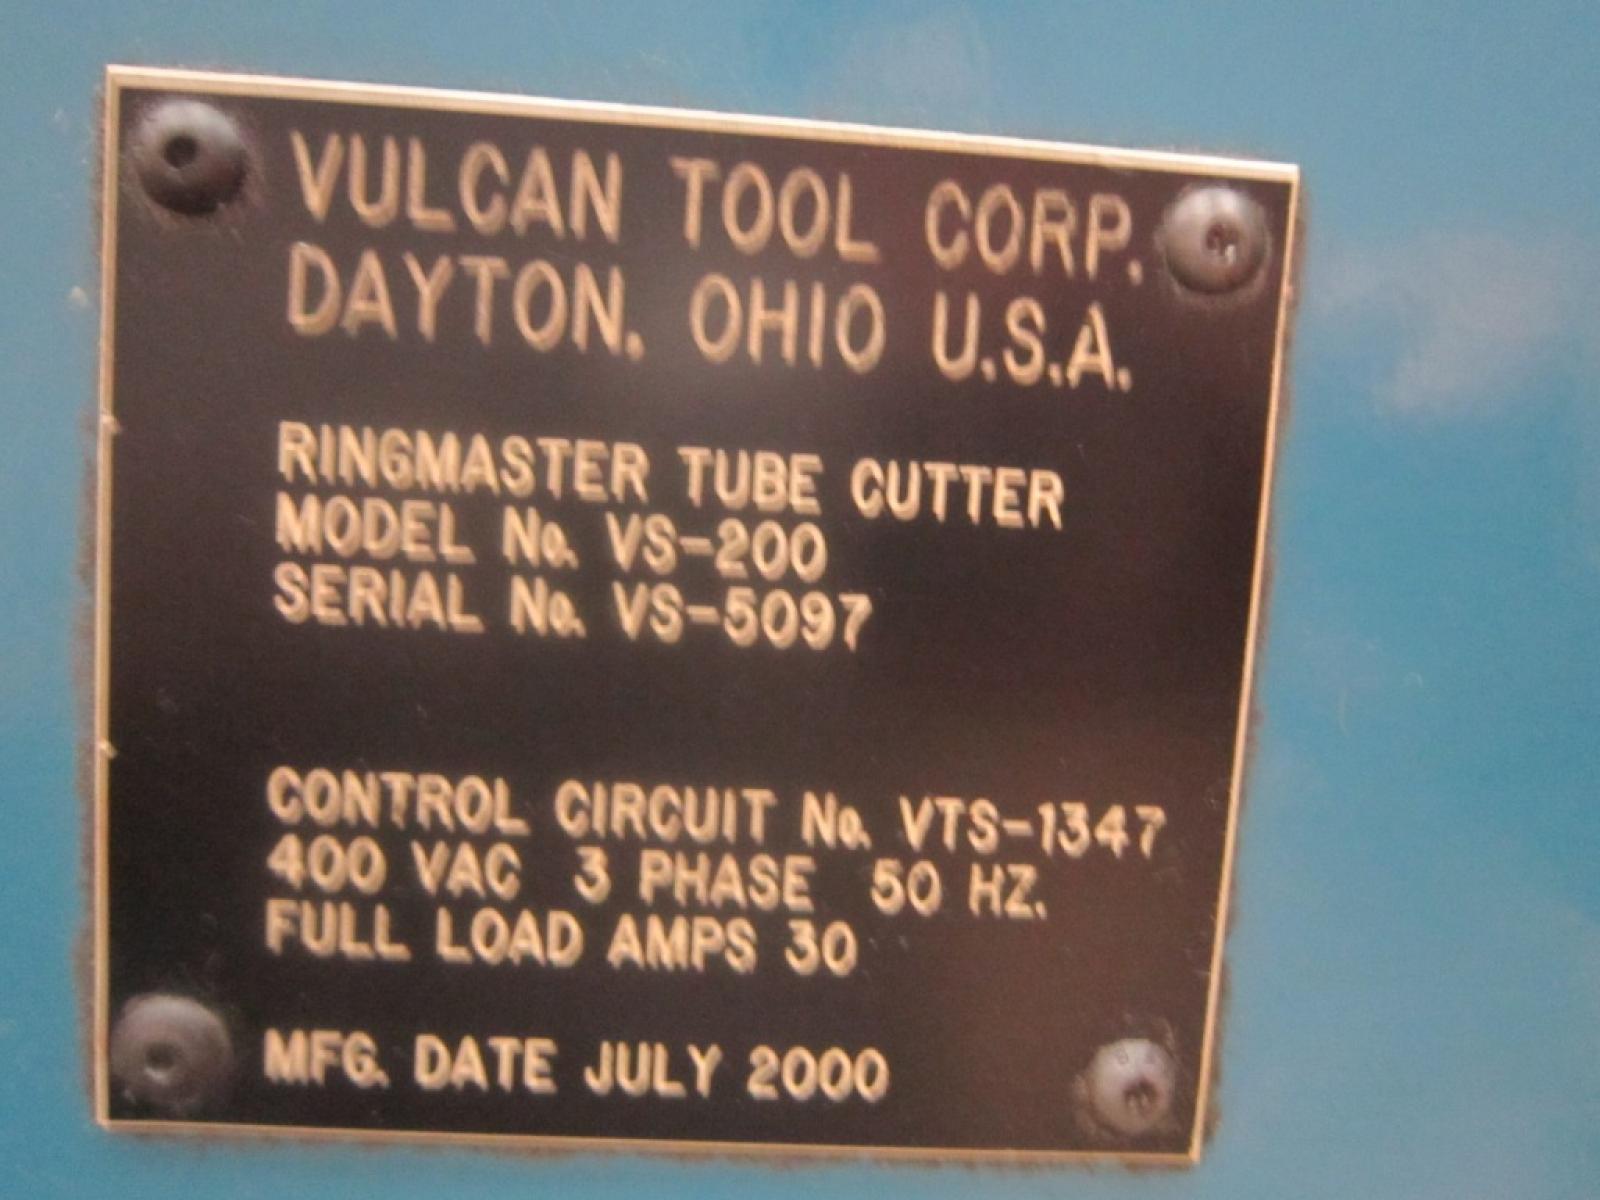 VULCAN TOOL CORP.
DAYTON, OHIO U.S.A.
RINGMASTER TUBE CUTTER
MODEL No. VS-200
SERIAL No. VS-5097
CONTROL CIRCUIT No. VTS-1347
400 VAC 3 PHASE 50 HZ.
FULL LOAD AMPS 30
MFG. DATE JULY 2000